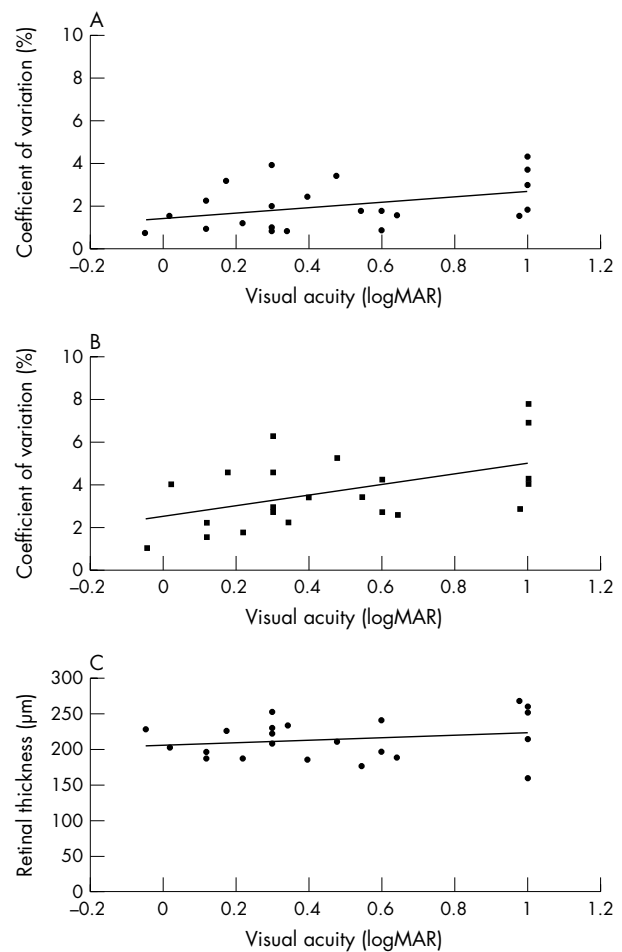 A
10
8
6
4
2
0
Coefficient of variation (%)
–0.2 0 0.2 0.4 0.6 0.8 1 1.2
Visual acuity (logMAR)
B
10
8
6
4
2
0
Coefficient of variation (%)
–0.2 0 0.2 0.4 0.6 0.8 1 1.2
Visual acuity (logMAR)
C
300
250
200
150
100
50
0
Retinal thickness (µm)
–0.2 0 0.2 0.4 0.6 0.8 1 1.2
Visual acuity (logMAR)